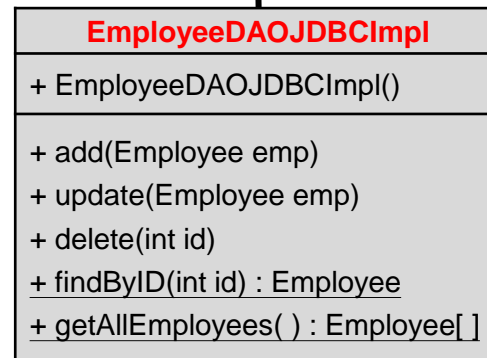 EmployeeDAOJDBCImpl
+ EmployeeDAOJDBCImpl()
+ add(Employee emp)
+ update(Employee emp)
+ delete(int id)
+ findByID(int id) : Employee
+ getAllEmployees( ) : Employee[ ]